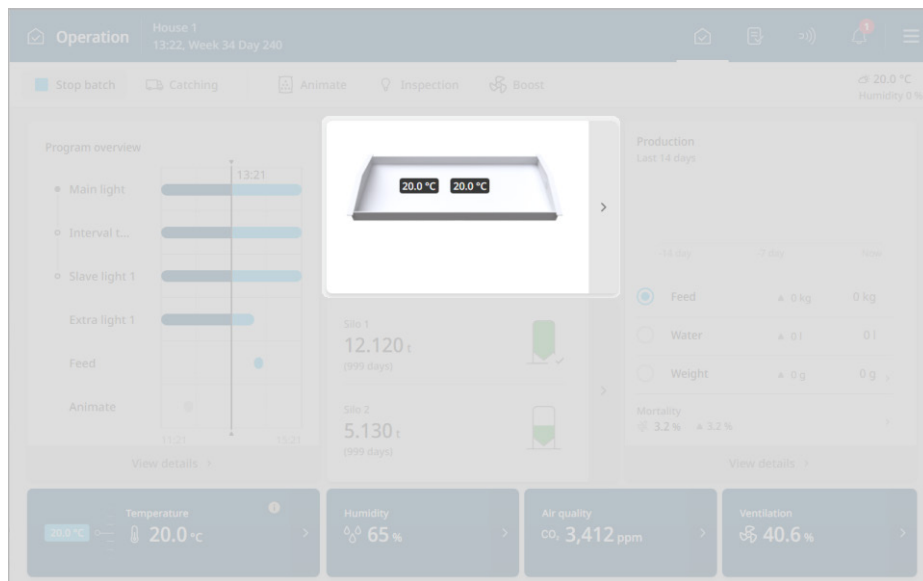 Operation
House 1
13:22, Week 34 Day 240
1
Stop batch
Catching
Animate
Inspection
Boost
20.0 °C
Humidity 0 %
Program overview
13:21
Main light
Interval t...
Slave light 1
Extra light 1
Feed
Animate
11:21 15:21
View details
20.0 °C 20.0 °C
Silo 1
12.120 t
(999 days)
Silo 2
5.130 t
(999 days)
Production
Last 14 days
-14 day -7 day Now
Feed 0 kg 0 kg
Water 0 l 0 l
Weight 0 g 0 g
Mortality
3.2 % 3.2 %
View details
Temperature
20.0 °C 20.0 °C
Humidity
65 %
Air quality
CO₂ 3,412 ppm
Ventilation
40.6 %